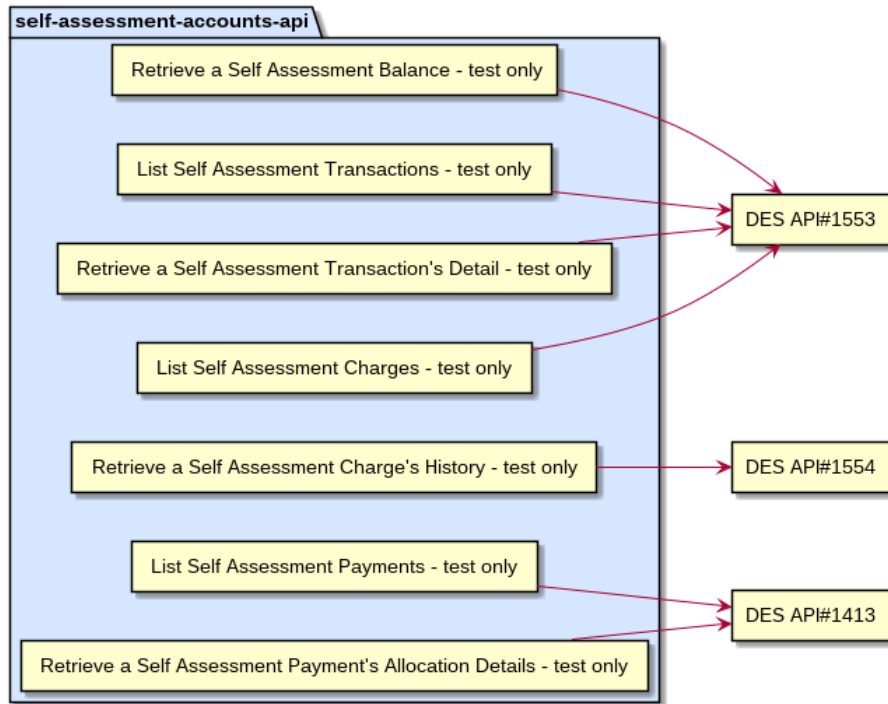 self-assessment-accounts-api
Retrieve a Self Assessment Balance - test only
List Self Assessment Transactions - test only
DES API#1553
Retrieve a Self Assessment Transaction's Detail - test only
List Self Assessment Charges - test only
Retrieve a Self Assessment Charge's History - test only
DES API#1554
List Self Assessment Payments - test only
DES API#1413
Retrieve a Self Assessment Payment's Allocation Details - test only